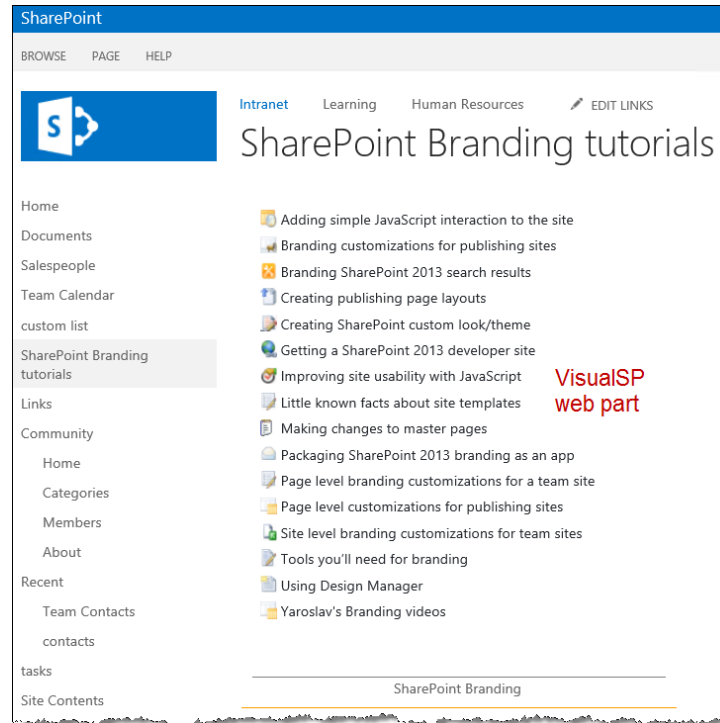 SharePoint
BROWSE PAGE HELP
S
Intranet Learning Human Resources EDIT LINKS
SharePoint Branding tutorials
Home
Documents
Salespeople
Team Calendar
custom list
SharePoint Branding
tutorials
Links
Community
Home
Categories
Members
About
Recent
Team Contacts
contacts
tasks
Site Contents
Adding simple JavaScript interaction to the site
Branding customizations for publishing sites
Branding SharePoint 2013 search results
Creating publishing page layouts
Creating SharePoint custom look/theme
Getting a SharePoint 2013 developer site
Improving site usability with JavaScript
Little known facts about site templates
Making changes to master pages
Packaging SharePoint 2013 branding as an app
Page level branding customizations for a team site
Page level customizations for publishing sites
Site level branding customizations for team sites
Tools you'll need for branding
Using Design Manager
Yaroslav's Branding videos
VisualSP
web part
SharePoint Branding